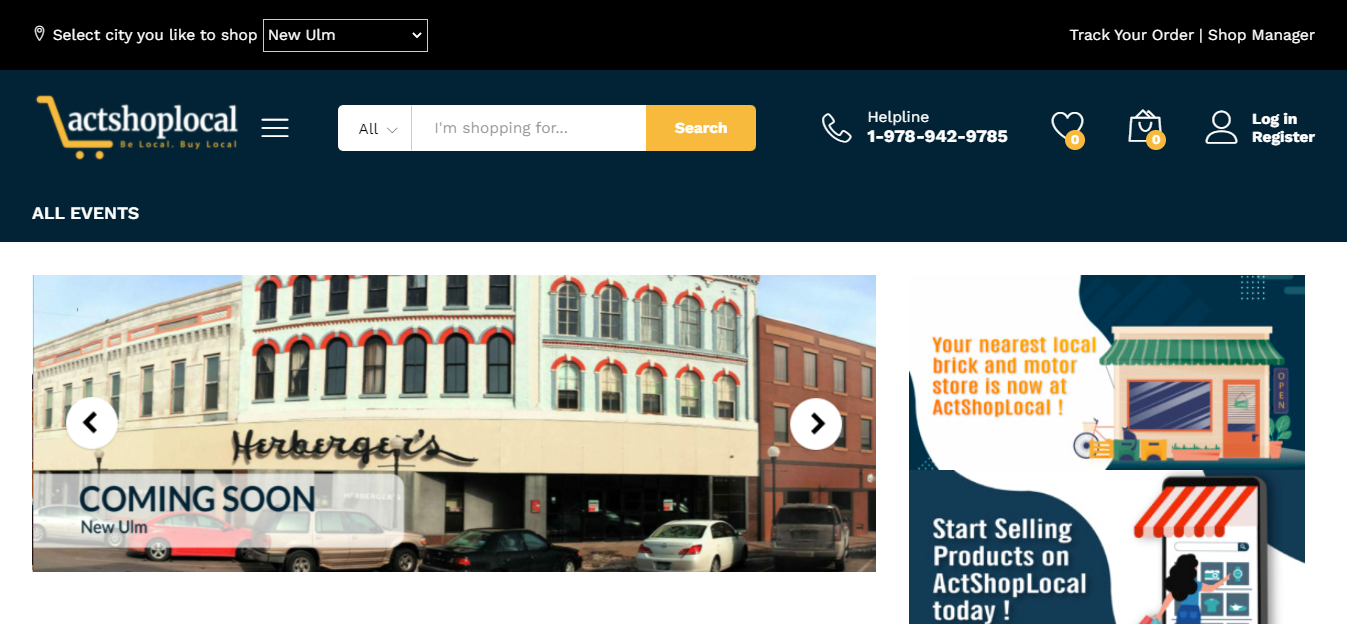 Select city you like to shop New Ulm
Track Your Order | Shop Manager
actshoplocal
Be Local. Buy Local
All
I'm shopping for...
Search
Helpline
1-978-942-9785
0
0
Log in
Register
ALL EVENTS
Herberger's
HERBERGER'S
COMING SOON
New Ulm
Your nearest local
brick and motor
store is now at
ActShopLocal !
OPEN
Start Selling
Products on
ActShopLocal
today !